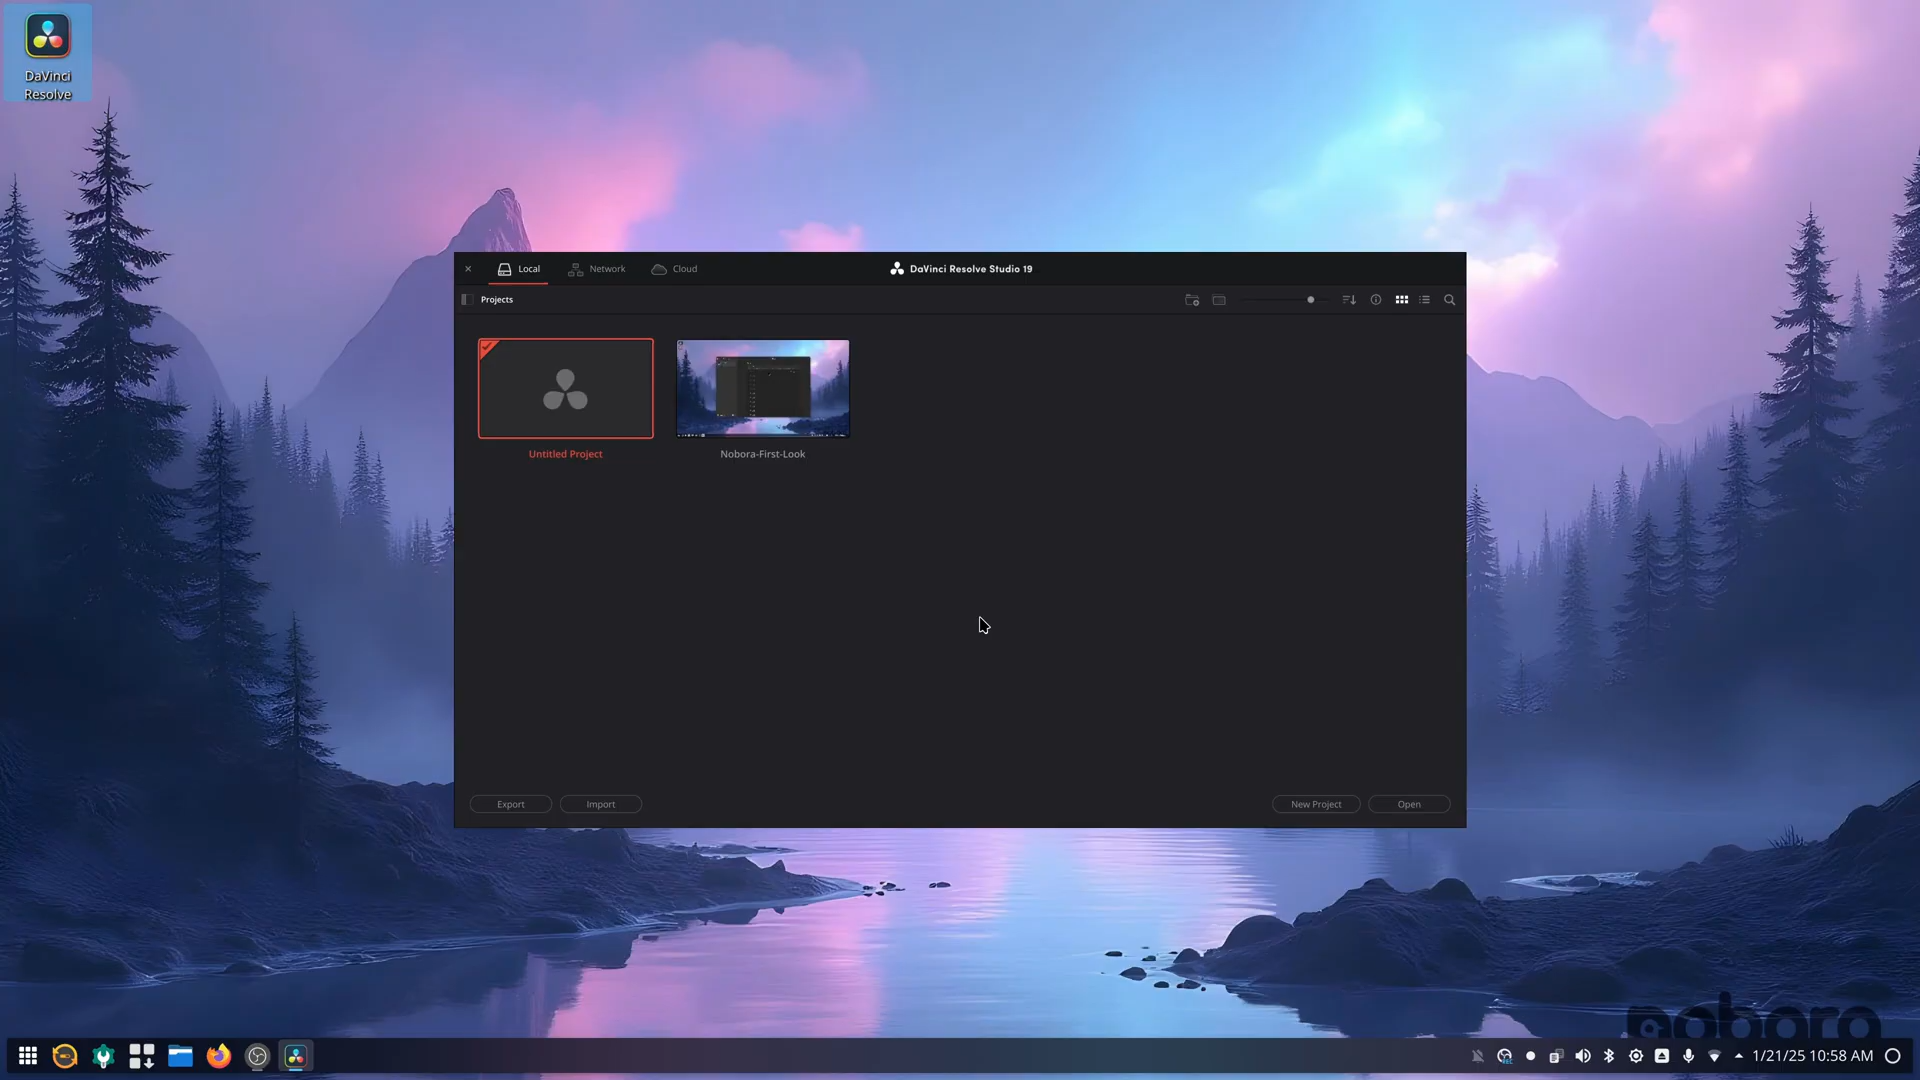 DaVinci
Resolve
Local
Network
Cloud
DaVinci Resolve Studio 19
Projects
Untitled Project
Nobora-First-Look
Export
Import
New Project
Open
nobara
1/21/25 10:58 AM